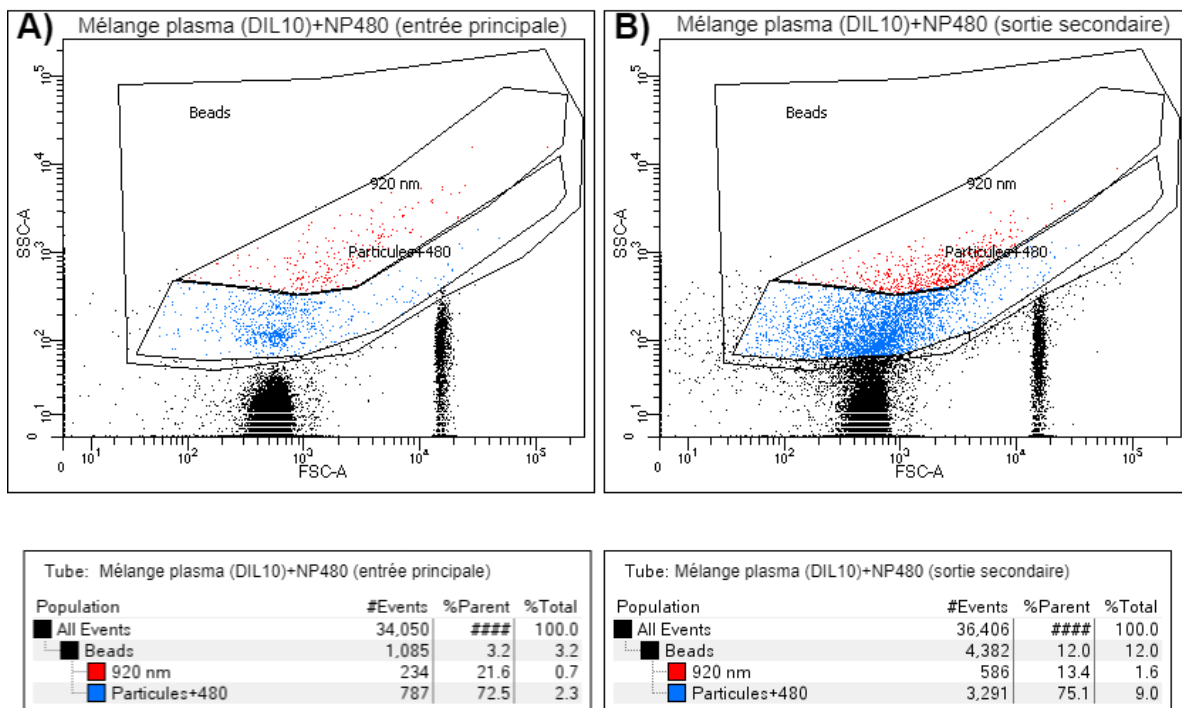 A) Mélange plasma (DIL10)+NP480 (entrée principale)
Beads
920 nm
Particules+480
SSC-A
10^5
10^4
10^3
10^2
10^1
0
0 10^1 10^2 10^3 10^4 10^5
FSC-A
B) Mélange plasma (DIL10)+NP480 (sortie secondaire)
Beads
920 nm
Particules+480
SSC-A
10^5
10^4
10^3
10^2
10^1
0
0 10^1 10^2 10^3 10^4 10^5
FSC-A
Tube: Mélange plasma (DIL10)+NP480 (entrée principale)
Population #Events %Parent %Total
All Events 34,050 #### 100.0
Beads 1,085 3.2 3.2
920 nm 234 21.6 0.7
Particules+480 787 72.5 2.3
Tube: Mélange plasma (DIL10)+NP480 (sortie secondaire)
Population #Events %Parent %Total
All Events 36,406 #### 100.0
Beads 4,382 12.0 12.0
920 nm 586 13.4 1.6
Particules+480 3,291 75.1 9.0